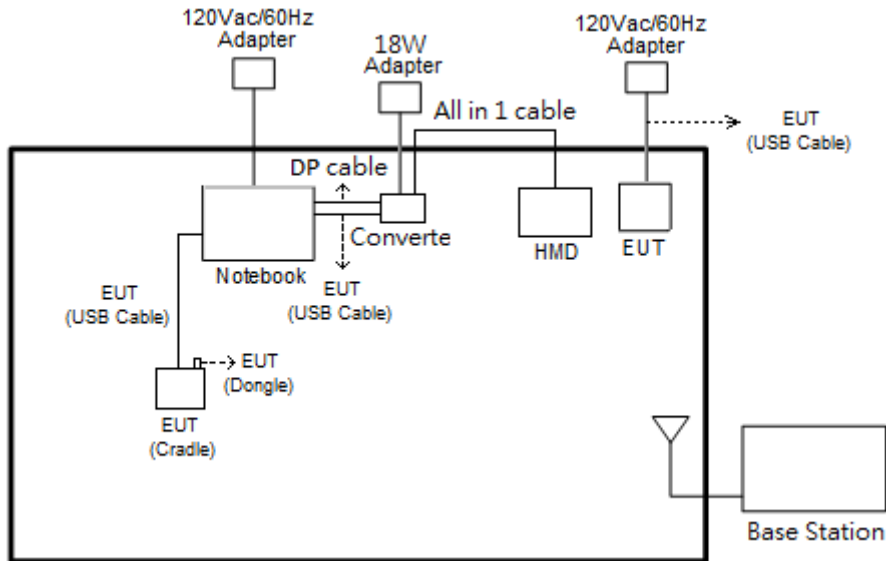 120Vac/60Hz
Adapter
18W
Adapter
120Vac/60Hz
Adapter
All in 1 cable
EUT
(USB Cable)
DP cable
Converte
Notebook
HMD
EUT
EUT
(USB Cable)
EUT
(USB Cable)
EUT
(Dongle)
EUT
(Cradle)
Base Station